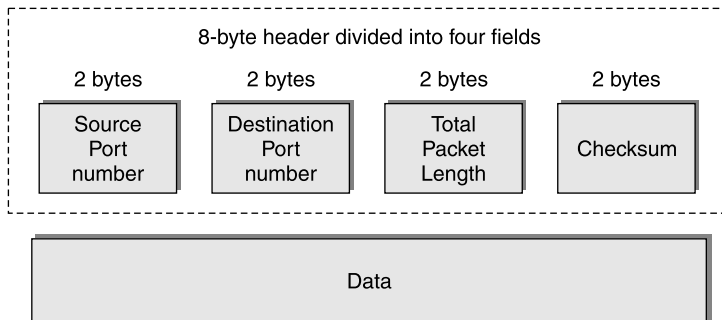 8-byte header divided into four fields
2 bytes
2 bytes
2 bytes
2 bytes
Source
Port
number
Destination
Port
number
Total
Packet
Length
Checksum
Data